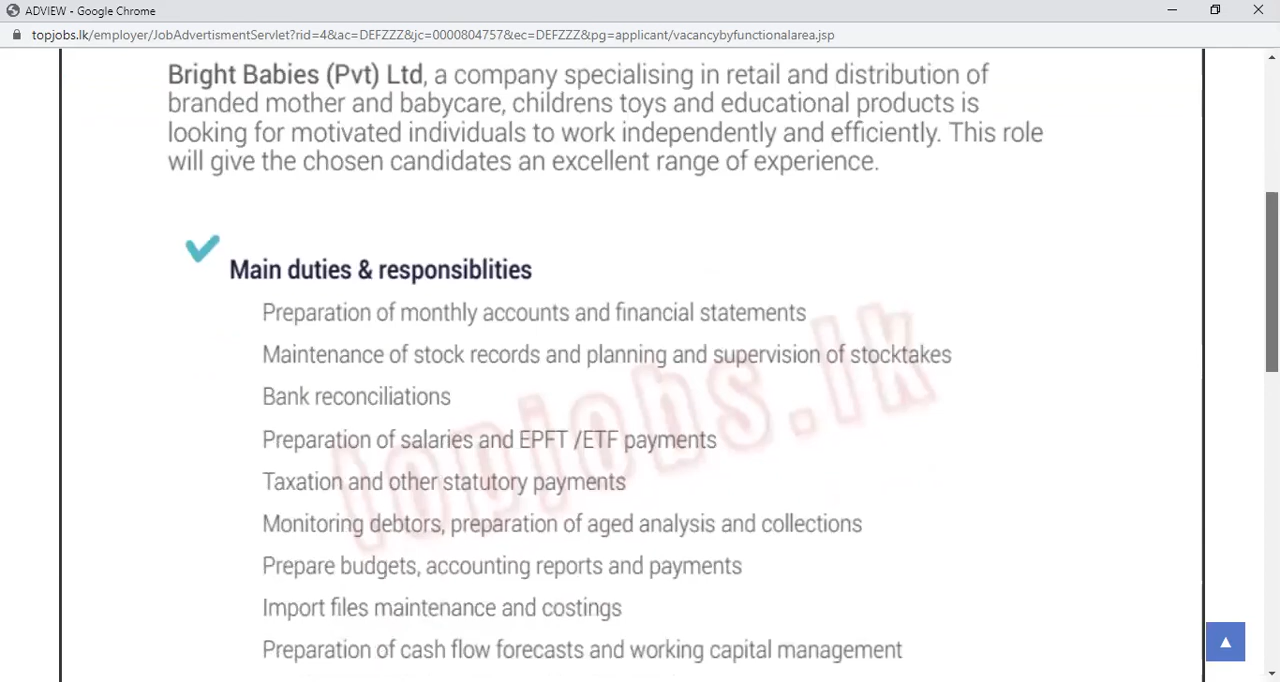 ADVIEW - Google Chrome
topjobs.lk/employer/JobAdvertismentServlet?rid=4&ac=DEFZZZ&jc=0000804757&ec=DEFZZZ&pg=applicant/vacancybyfunctionalarea.jsp
Bright Babies (Pvt) Ltd, a company specialising in retail and distribution of
branded mother and babycare, childrens toys and educational products is
looking for motivated individuals to work independently and efficiently. This role
will give the chosen candidates an excellent range of experience.
Main duties & responsiblities
Preparation of monthly accounts and financial statements
Maintenance of stock records and planning and supervision of stocktakes
Bank reconciliations
Preparation of salaries and EPFT /ETF payments
Taxation and other statutory payments
Monitoring debtors, preparation of aged analysis and collections
Prepare budgets, accounting reports and payments
Import files maintenance and costings
Preparation of cash flow forecasts and working capital management
topjobs.lk